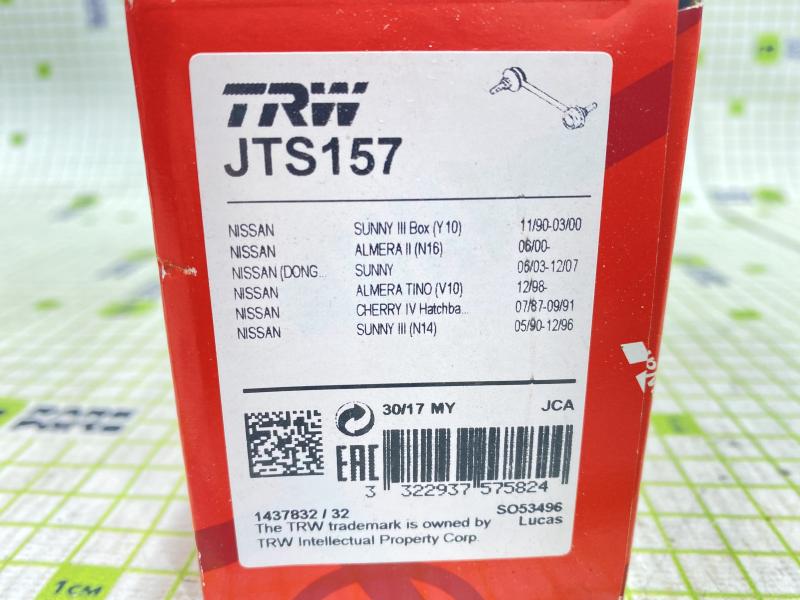 TRW
JTS157
NISSAN SUNNY III Box (Y10) 11/90-03/00
NISSAN ALMERA II (N16) 06/00-
NISSAN (DONG... SUNNY 06/03-12/07
NISSAN ALMERA TINO (V10) 12/98-
NISSAN CHERRY IV Hatchba... 07/87-09/91
NISSAN SUNNY III (N14) 05/90-12/96
30/17 MY JCA
EAC
3 322937 575824
1437832 / 32 SO53496
The TRW trademark is owned by Lucas
TRW Intellectual Property Corp.
1 СМ